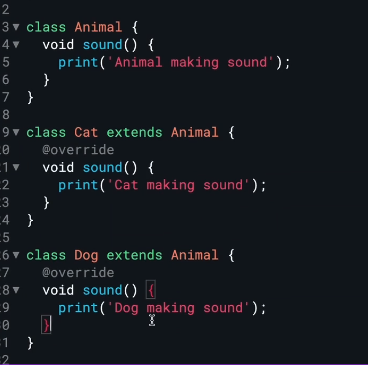 2
3 class Animal {
4   void sound() {
5     print('Animal making sound');
6   }
7 }
8
9 class Cat extends Animal {
0   @override
1   void sound() {
2     print('Cat making sound');
3   }
4 }
5
6 class Dog extends Animal {
7   @override
8   void sound() {
9     print('Dog making sound');
0   }
1 }
2